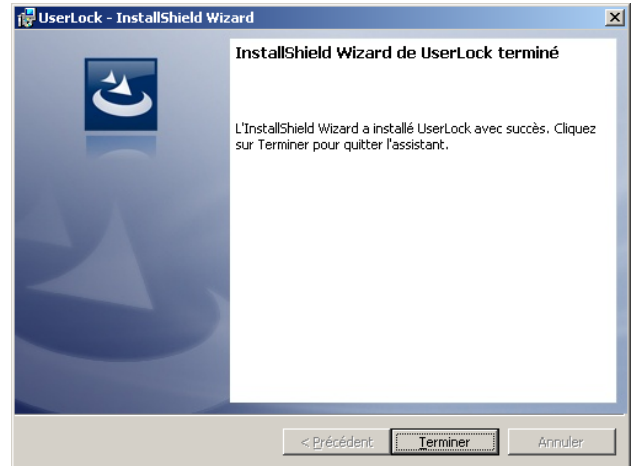 UserLock - InstallShield Wizard
InstallShield Wizard de UserLock terminé
L'InstallShield Wizard a installé UserLock avec succès. Cliquez
sur Terminer pour quitter l'assistant.
< Précédent Terminer Annuler